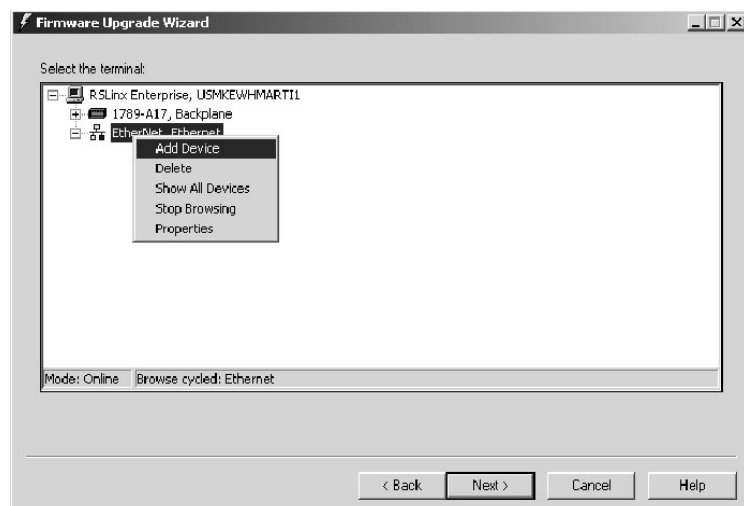 Firmware Upgrade Wizard
Select the terminal:
RSLinx Enterprise, USMKEWHMARTI1
1789-A17, Backplane
EtherNet, Ethernet
Add Device
Delete
Show All Devices
Stop Browsing
Properties
Mode: Online Browse cycled: Ethernet
< Back Next > Cancel Help